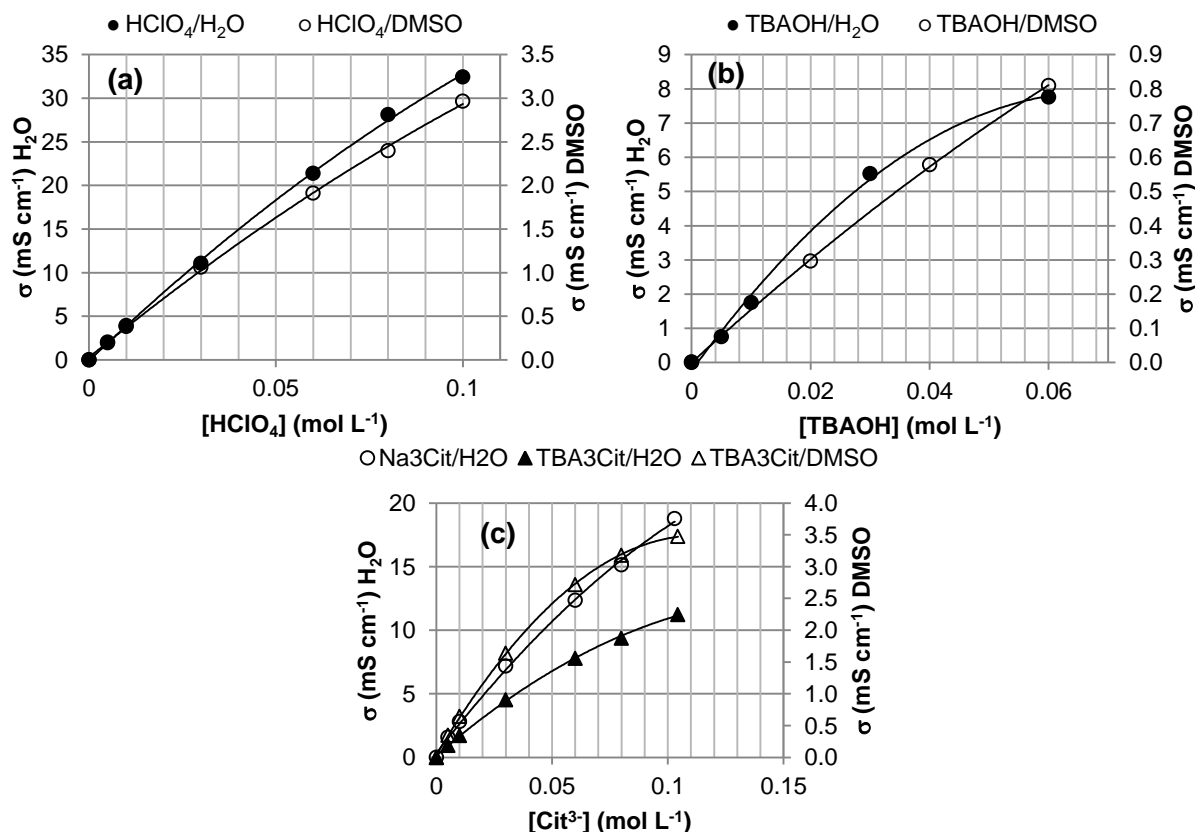 ● HClO₄/H₂O ○ HClO₄/DMSO
(a)
σ (mS cm⁻¹) H₂O
35
30
25
20
15
10
5
0
3.5
3.0
2.5
2.0
1.5
1.0
0.5
0.0
σ (mS cm⁻¹) DMSO
0 0.05 0.1
[HClO₄] (mol L⁻¹)
● TBAOH/H₂O ○ TBAOH/DMSO
(b)
σ (mS cm⁻¹) H₂O
9
8
7
6
5
4
3
2
1
0
0.9
0.8
0.7
0.6
0.5
0.4
0.3
0.2
0.1
0.0
σ (mS cm⁻¹) DMSO
0 0.02 0.04 0.06
[TBAOH] (mol L⁻¹)
○ Na3Cit/H2O ▲ TBA3Cit/H2O △ TBA3Cit/DMSO
(c)
σ (mS cm⁻¹) H₂O
20
15
10
5
0
4.0
3.5
3.0
2.5
2.0
1.5
1.0
0.5
0.0
σ (mS cm⁻¹) DMSO
0 0.05 0.1 0.15
[Cit³⁻] (mol L⁻¹)